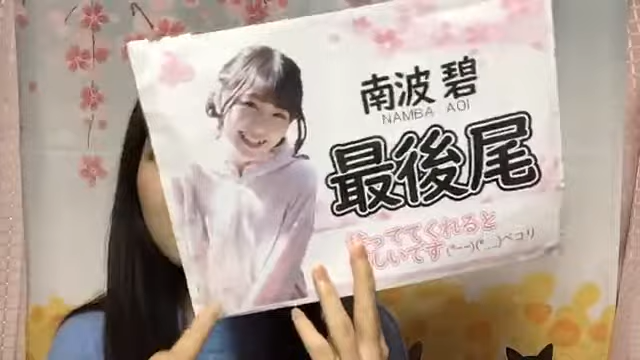 南波 碧
NAMBA AOI
最後尾
ってくれると
しいです(*--)(*__)ペコリ